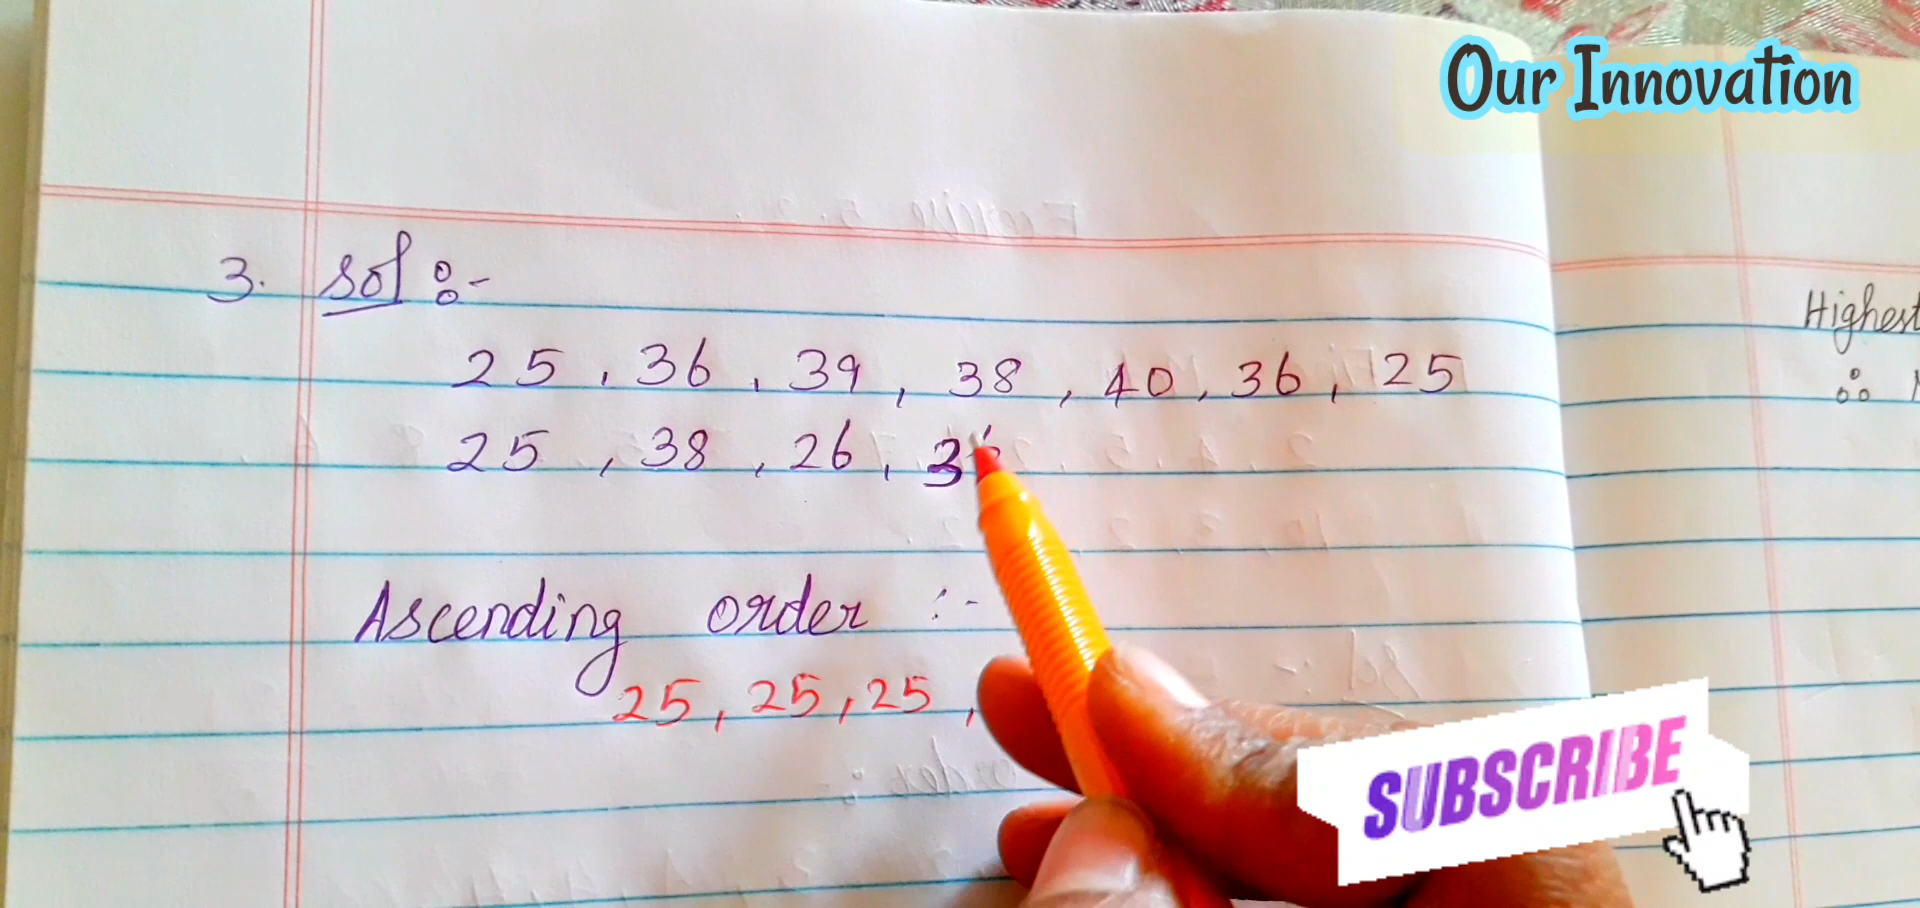 Our Innovation
3. Sol :-
25, 36, 39, 38, 40, 36, 25
25, 38, 26, 36
Ascending order :-
25, 25, 25,
Highest
∴
SUBSCRIBE